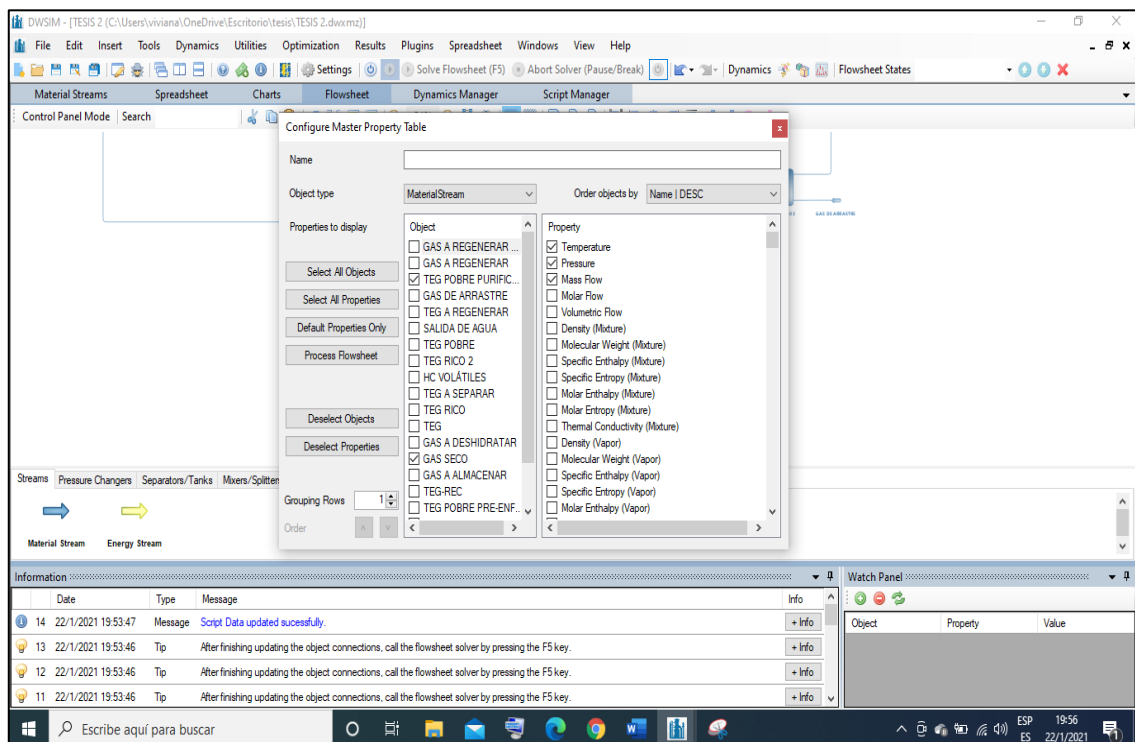 DWSIM - [TESIS 2 (C:\Users\viviana\OneDrive\Escritorio\tesis\TESIS 2.dwxmz)]
File Edit Insert Tools Dynamics Utilities Optimization Results Plugins Spreadsheet Windows View Help
Settings Solve Flowsheet (F5) Abort Solver (Pause/Break) Dynamics Flowsheet States
Material Streams Spreadsheet Charts Flowsheet Dynamics Manager Script Manager
Control Panel Mode Search
Configure Master Property Table
Name
Object type MaterialStream Order objects by Name | DESC
Properties to display
Select All Objects
Select All Properties
Default Properties Only
Process Flowsheet
Deselect Objects
Deselect Properties
Grouping Rows 1
Order
Object
GAS A REGENERAR ...
GAS A REGENERAR
TEG POBRE PURIFIC...
GAS DE ARRASTRE
TEG A REGENERAR
SALIDA DE AGUA
TEG POBRE
TEG RICO 2
HC VOLÁTILES
TEG A SEPARAR
TEG RICO
TEG
GAS A DESHIDRATAR
GAS SECO
GAS A ALMACENAR
TEG-REC
TEG POBRE PRE-ENF...
Property
Temperature
Pressure
Mass Flow
Molar Flow
Volumetric Flow
Density (Mixture)
Molecular Weight (Mixture)
Specific Enthalpy (Mixture)
Specific Entropy (Mixture)
Molar Enthalpy (Mixture)
Molar Entropy (Mixture)
Thermal Conductivity (Mixture)
Density (Vapor)
Molecular Weight (Vapor)
Specific Enthalpy (Vapor)
Specific Entropy (Vapor)
Molar Enthalpy (Vapor)
GAS DE ARRASTRE
Streams Pressure Changers Separators/Tanks Mixers/Splitters
Material Stream Energy Stream
Information
Date Type Message Info
14 22/1/2021 19:53:47 Message Script Data updated sucessfully. + Info
13 22/1/2021 19:53:46 Tip After finishing updating the object connections, call the flowsheet solver by pressing the F5 key. + Info
12 22/1/2021 19:53:46 Tip After finishing updating the object connections, call the flowsheet solver by pressing the F5 key. + Info
11 22/1/2021 19:53:46 Tip After finishing updating the object connections, call the flowsheet solver by pressing the F5 key. + Info
Watch Panel
Object Property Value
Escribe aquí para buscar
ESP 19:56
ES 22/1/2021